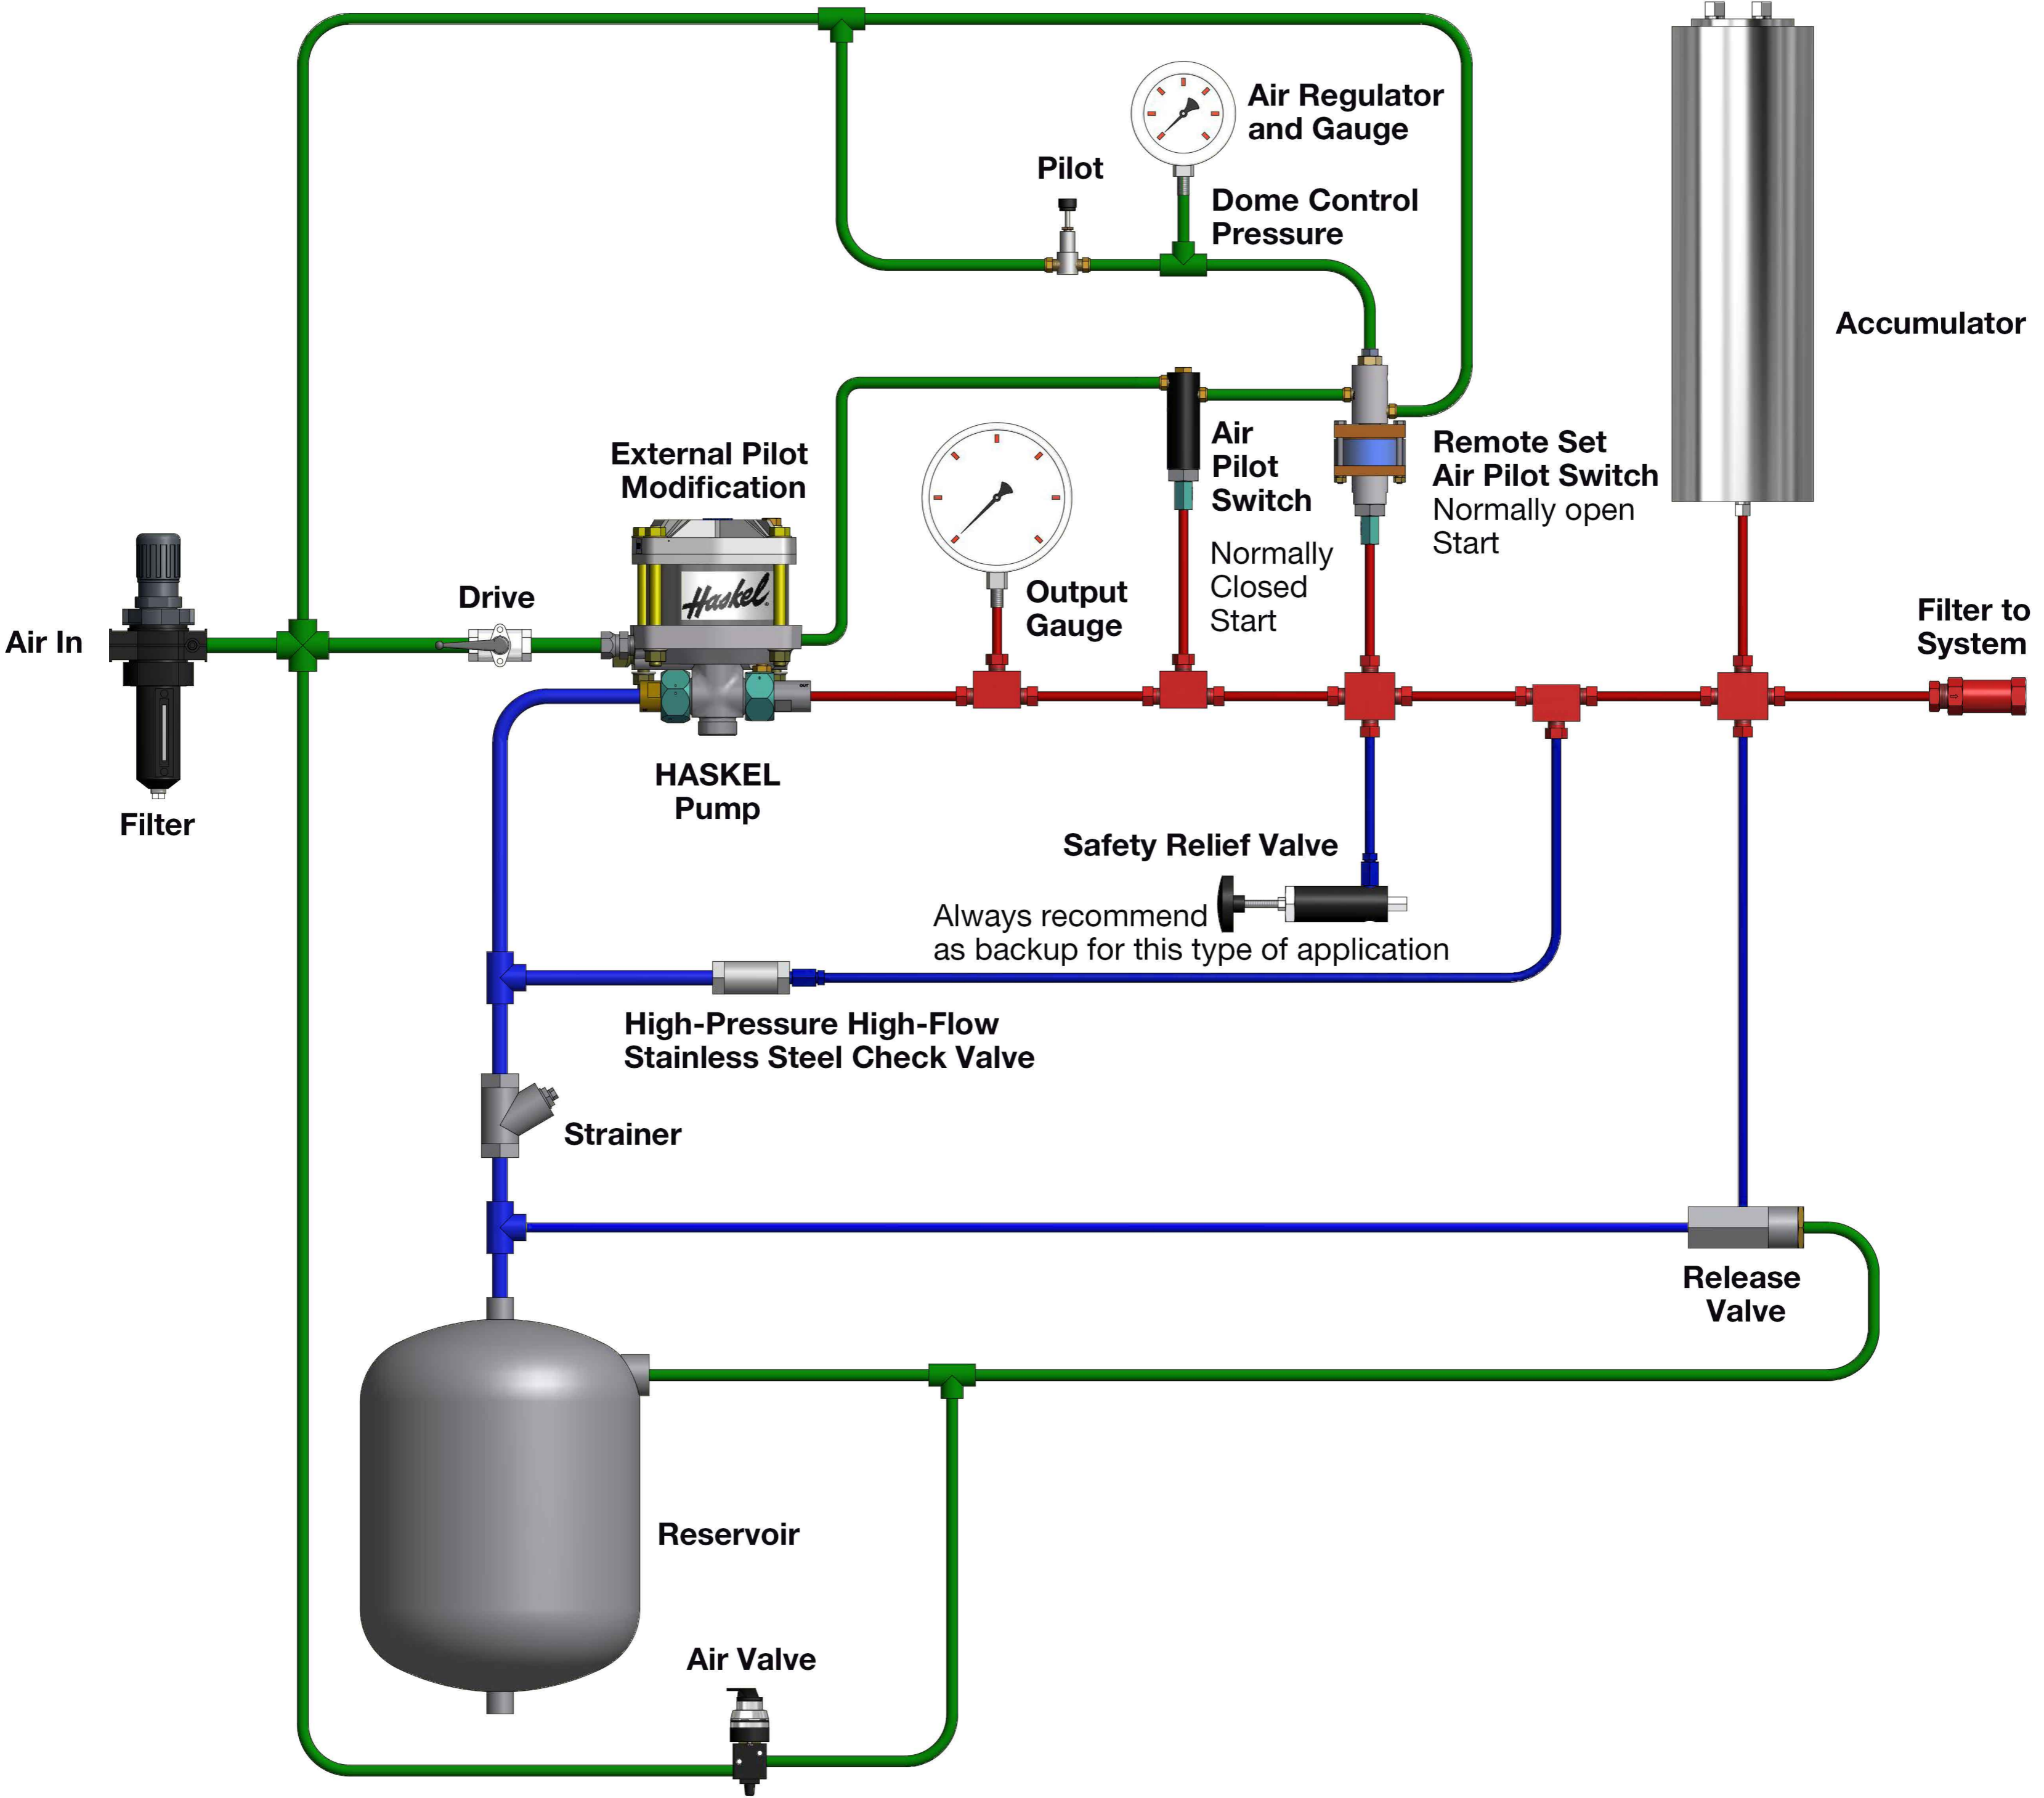 Air Regulator
and Gauge
Pilot
Dome Control
Pressure
Accumulator
External Pilot
Modification
Air
Pilot
Switch
Normally
Closed
Start
Remote Set
Air Pilot Switch
Normally open
Start
Haskel
Drive
Output
Gauge
Air In
Filter to
System
OUT
HASKEL
Pump
Filter
Safety Relief Valve
Always recommend
as backup for this type of application
High-Pressure High-Flow
Stainless Steel Check Valve
Strainer
Release
Valve
Reservoir
Air Valve